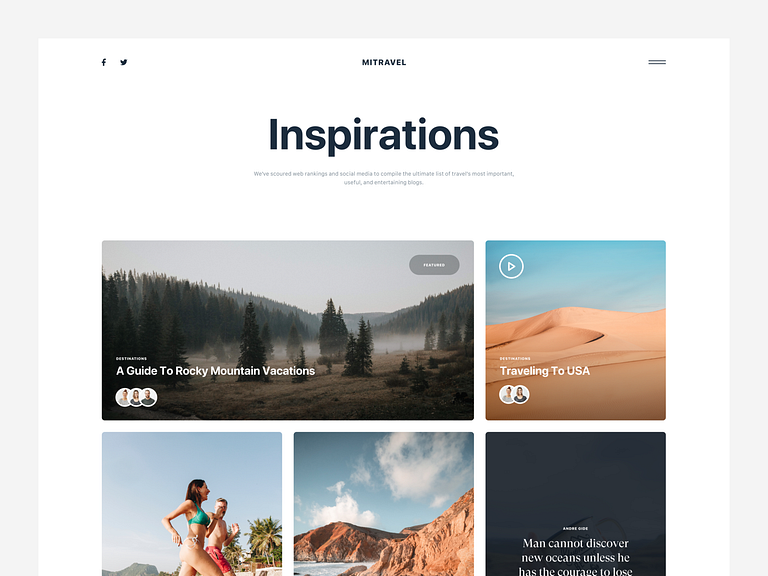 MITRAVEL
Inspirations
We've scoured web rankings and social media to compile the ultimate list of travel's most important,
useful, and entertaining blogs.
FEATURED
DESTINATIONS
A Guide To Rocky Mountain Vacations
DESTINATIONS
Traveling To USA
ANDRE GIDE
Man cannot discover
new oceans unless he
has the courage to lose